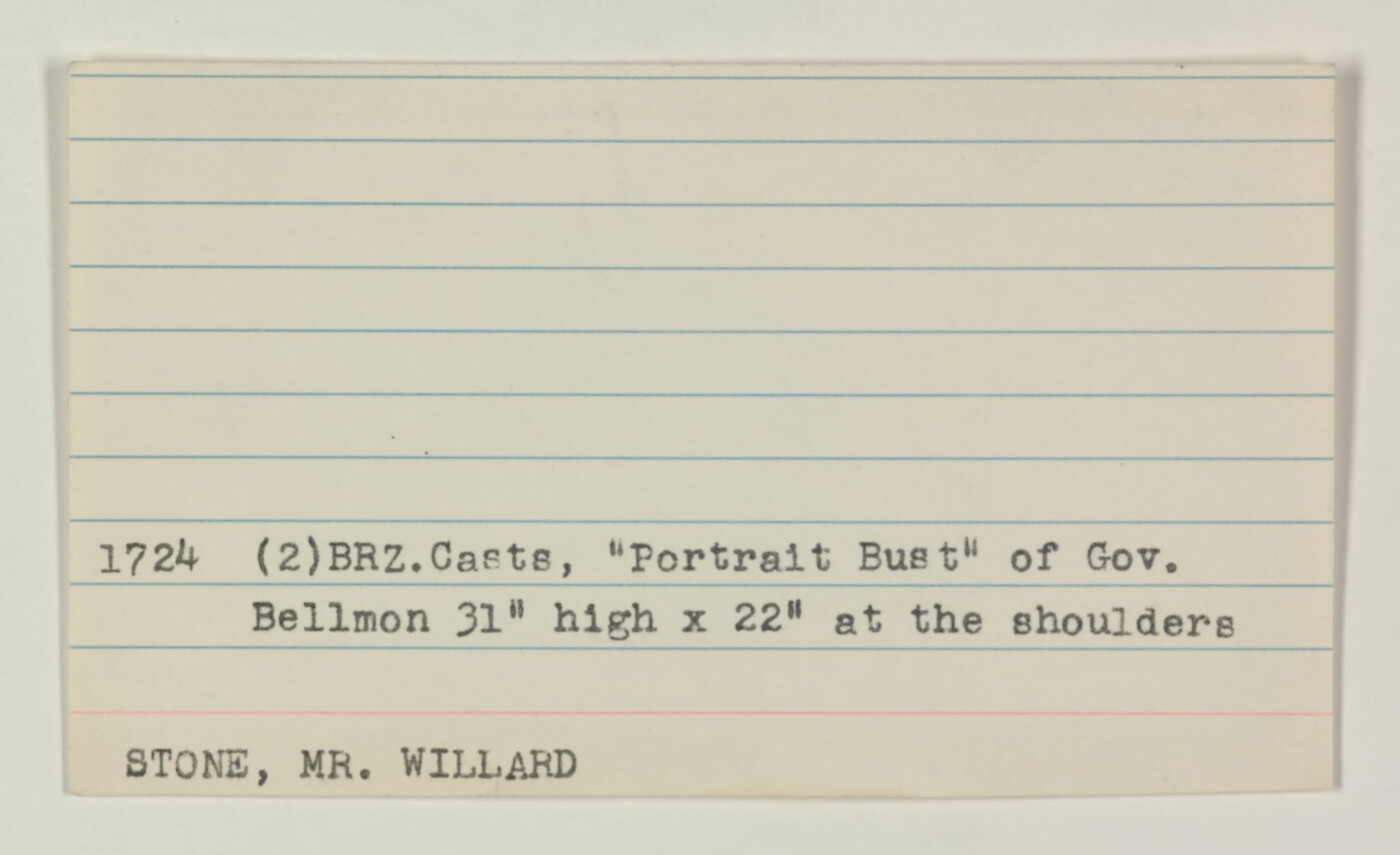 1724 (2)BRZ.Casts, "Portrait Bust" of Gov.
Bellmon 31" high x 22" at the shoulders
STONE, MR. WILLARD